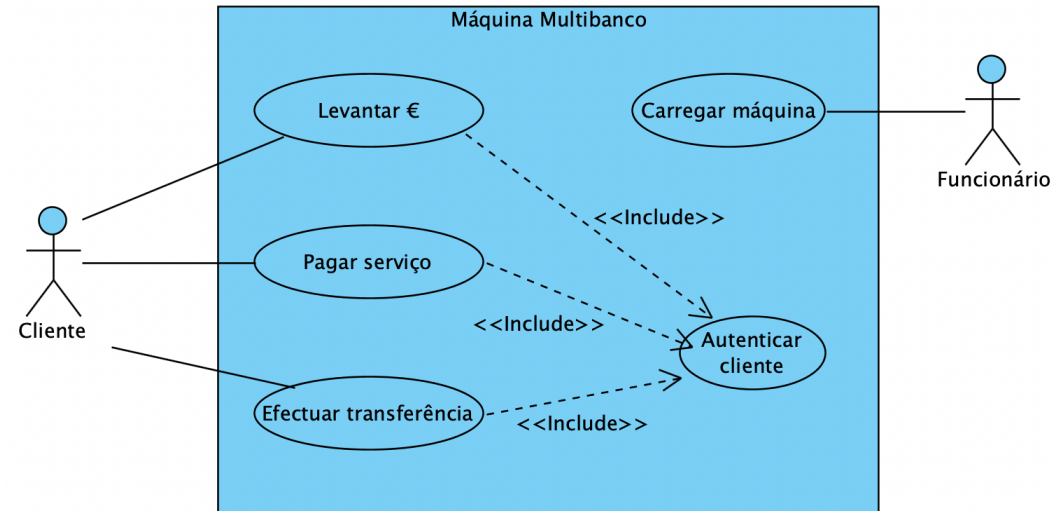 Máquina Multibanco
Levantar €
Carregar máquina
Funcionário
<<Include>>
Pagar serviço
<<Include>>
Cliente
Autenticar
cliente
Efectuar transferência
<<Include>>